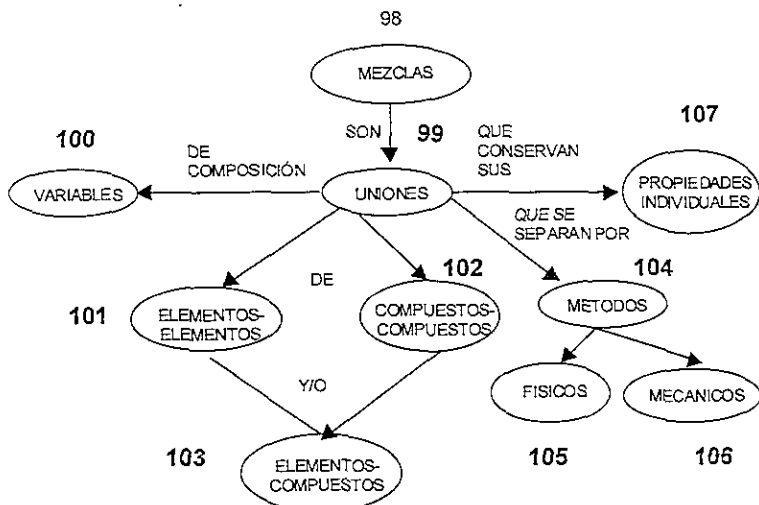 98
MEZCLAS
SON
99
QUE
CONSERVAN
SUS
107
100
DE
COMPOSICIÓN
VARIABLES
UNIONES
PROPIEDADES
INDIVIDUALES
QUE SE
SEPARAN POR
101
ELEMENTOS-
ELEMENTOS
DE
102
COMPUESTOS-
COMPUESTOS
104
METODOS
Y/O
FISICOS
MECANICOS
103
ELEMENTOS-
COMPUESTOS
105
106